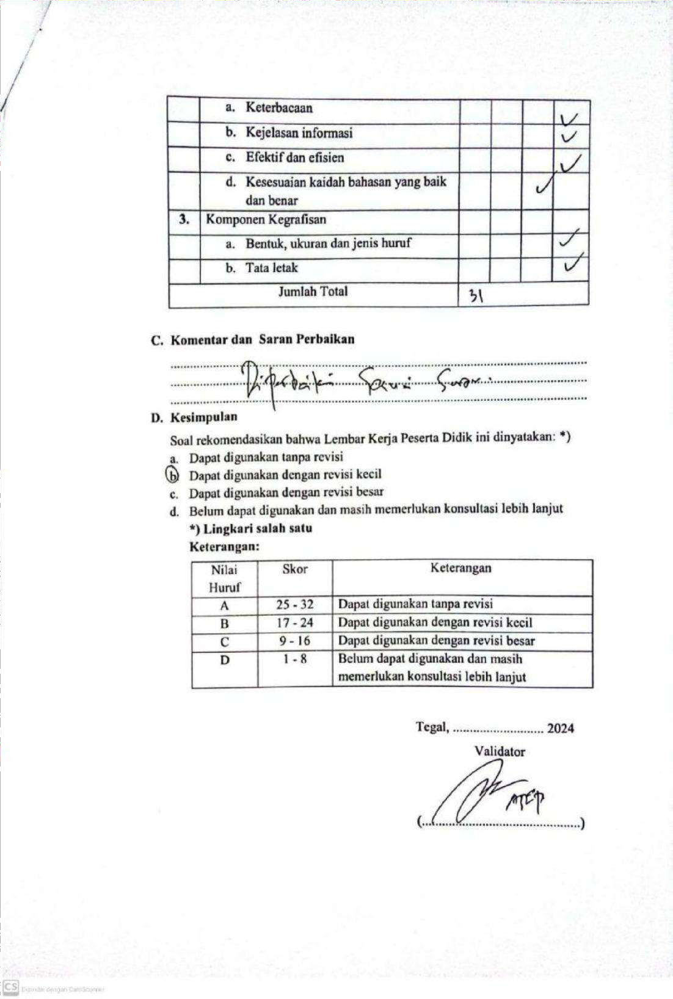 a. Keterbacaan ✓
b. Kejelasan informasi ✓
c. Efektif dan efisien ✓
d. Kesesuaian kaidah bahasan yang baik ✓
dan benar
3. Komponen Kegrafisan
a. Bentuk, ukuran dan jenis huruf ✓
b. Tata letak ✓
Jumlah Total 31
C. Komentar dan Saran Perbaikan
Diperbaiki Sesuai Saran
D. Kesimpulan
Soal rekomendasikan bahwa Lembar Kerja Peserta Didik ini dinyatakan: *)
a. Dapat digunakan tanpa revisi
b Dapat digunakan dengan revisi kecil
c. Dapat digunakan dengan revisi besar
d. Belum dapat digunakan dan masih memerlukan konsultasi lebih lanjut
*) Lingkari salah satu
Keterangan:
Nilai Skor Keterangan
Huruf
A 25 - 32 Dapat digunakan tanpa revisi
B 17 - 24 Dapat digunakan dengan revisi kecil
C 9 - 16 Dapat digunakan dengan revisi besar
D 1 - 8 Belum dapat digunakan dan masih
memerlukan konsultasi lebih lanjut
Tegal, ........................... 2024
Validator
(................................................)
CS Dipindai dengan CamScanner